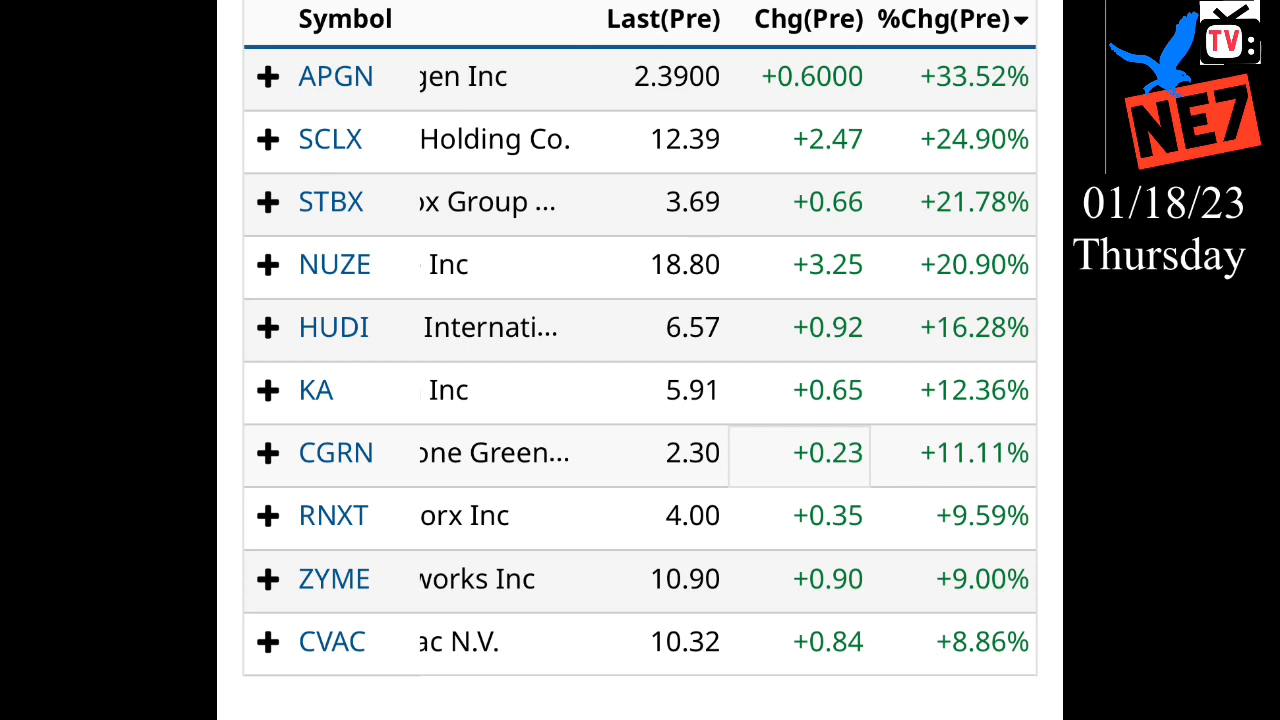 Symbol Last(Pre) Chg(Pre) %Chg(Pre)
APGN gen Inc 2.3900 +0.6000 +33.52%
SCLX Holding Co. 12.39 +2.47 +24.90%
STBX ox Group ... 3.69 +0.66 +21.78%
NUZE Inc 18.80 +3.25 +20.90%
HUDI Internati... 6.57 +0.92 +16.28%
KA Inc 5.91 +0.65 +12.36%
CGRN one Green... 2.30 +0.23 +11.11%
RNXT orx Inc 4.00 +0.35 +9.59%
ZYME works Inc 10.90 +0.90 +9.00%
CVAC ac N.V. 10.32 +0.84 +8.86%
TV:
NE7
01/18/23
Thursday